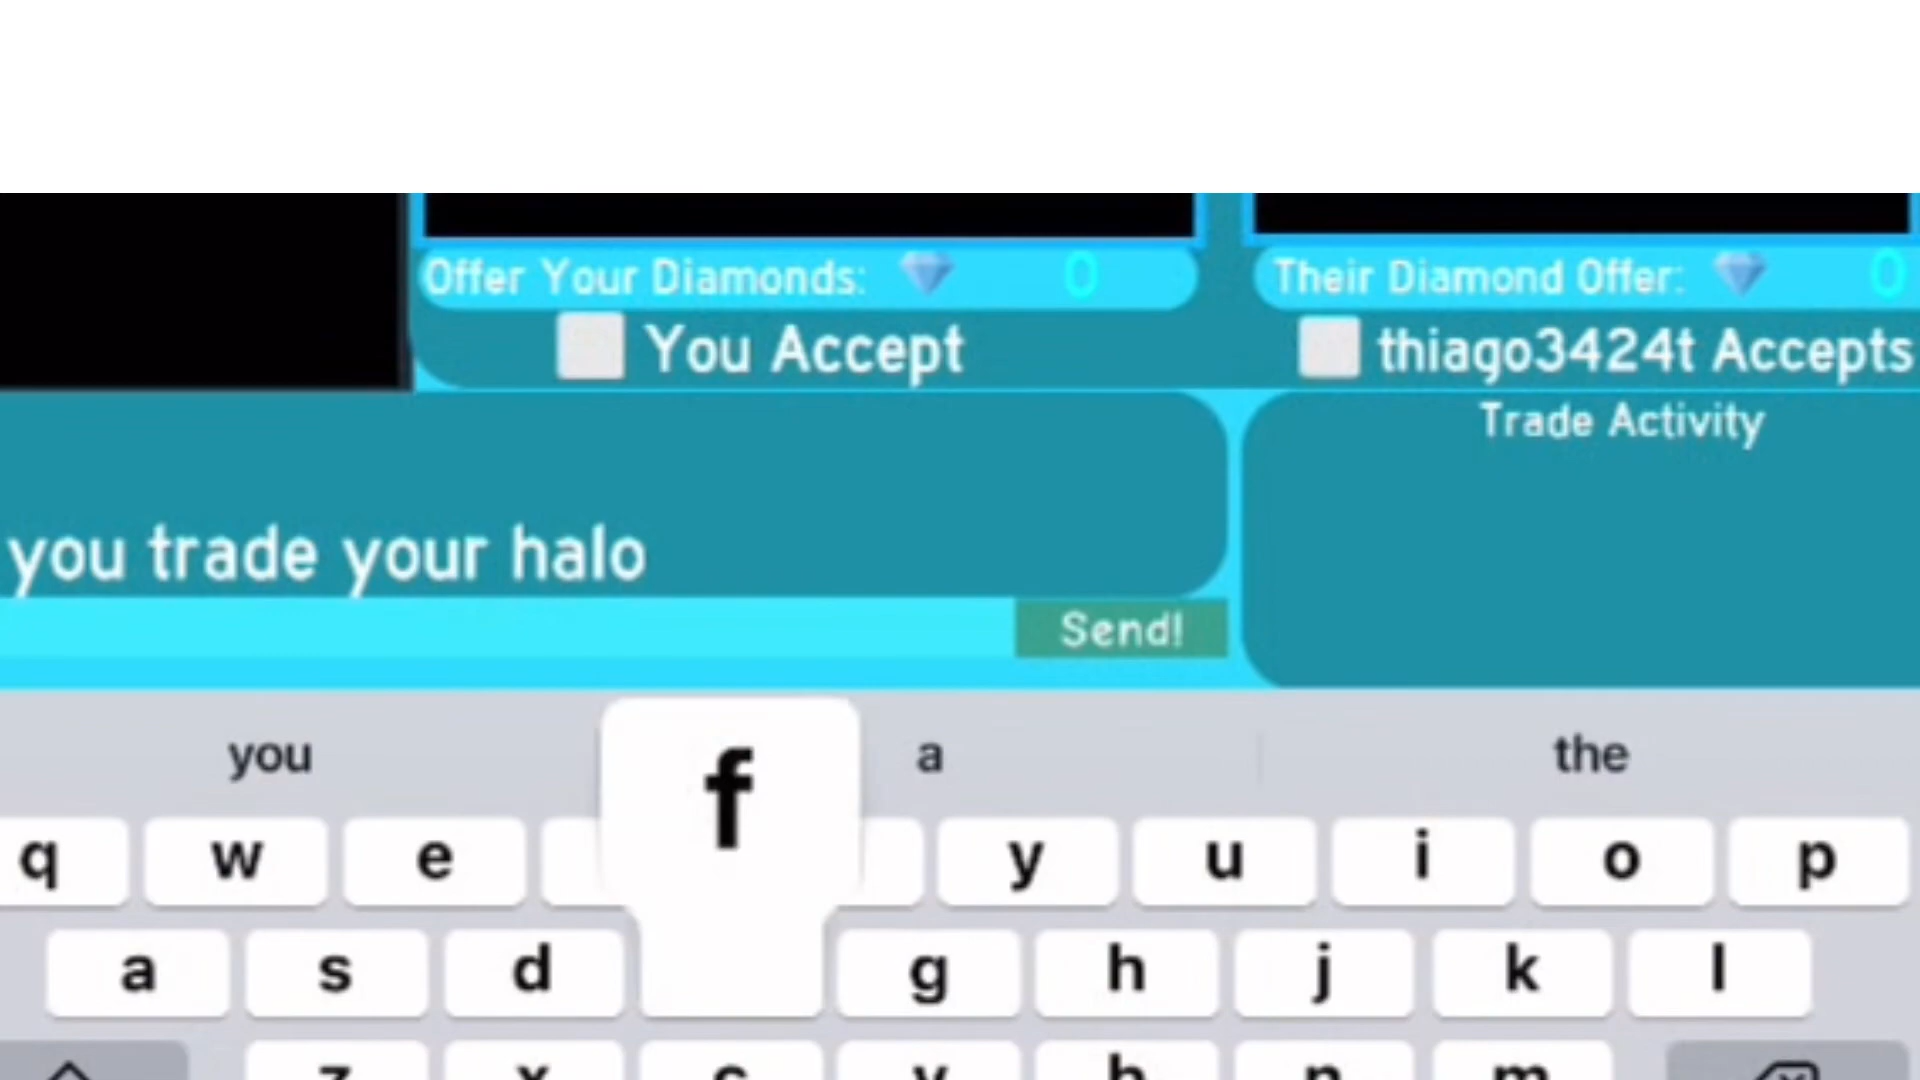 Offer Your Diamonds: 0
Their Diamond Offer: 0
You Accept
thiago3424t Accepts
Trade Activity
you trade your halo
Send!
you a the
f
q w e y u i o p
a s d g h j k l
z x c v b n m